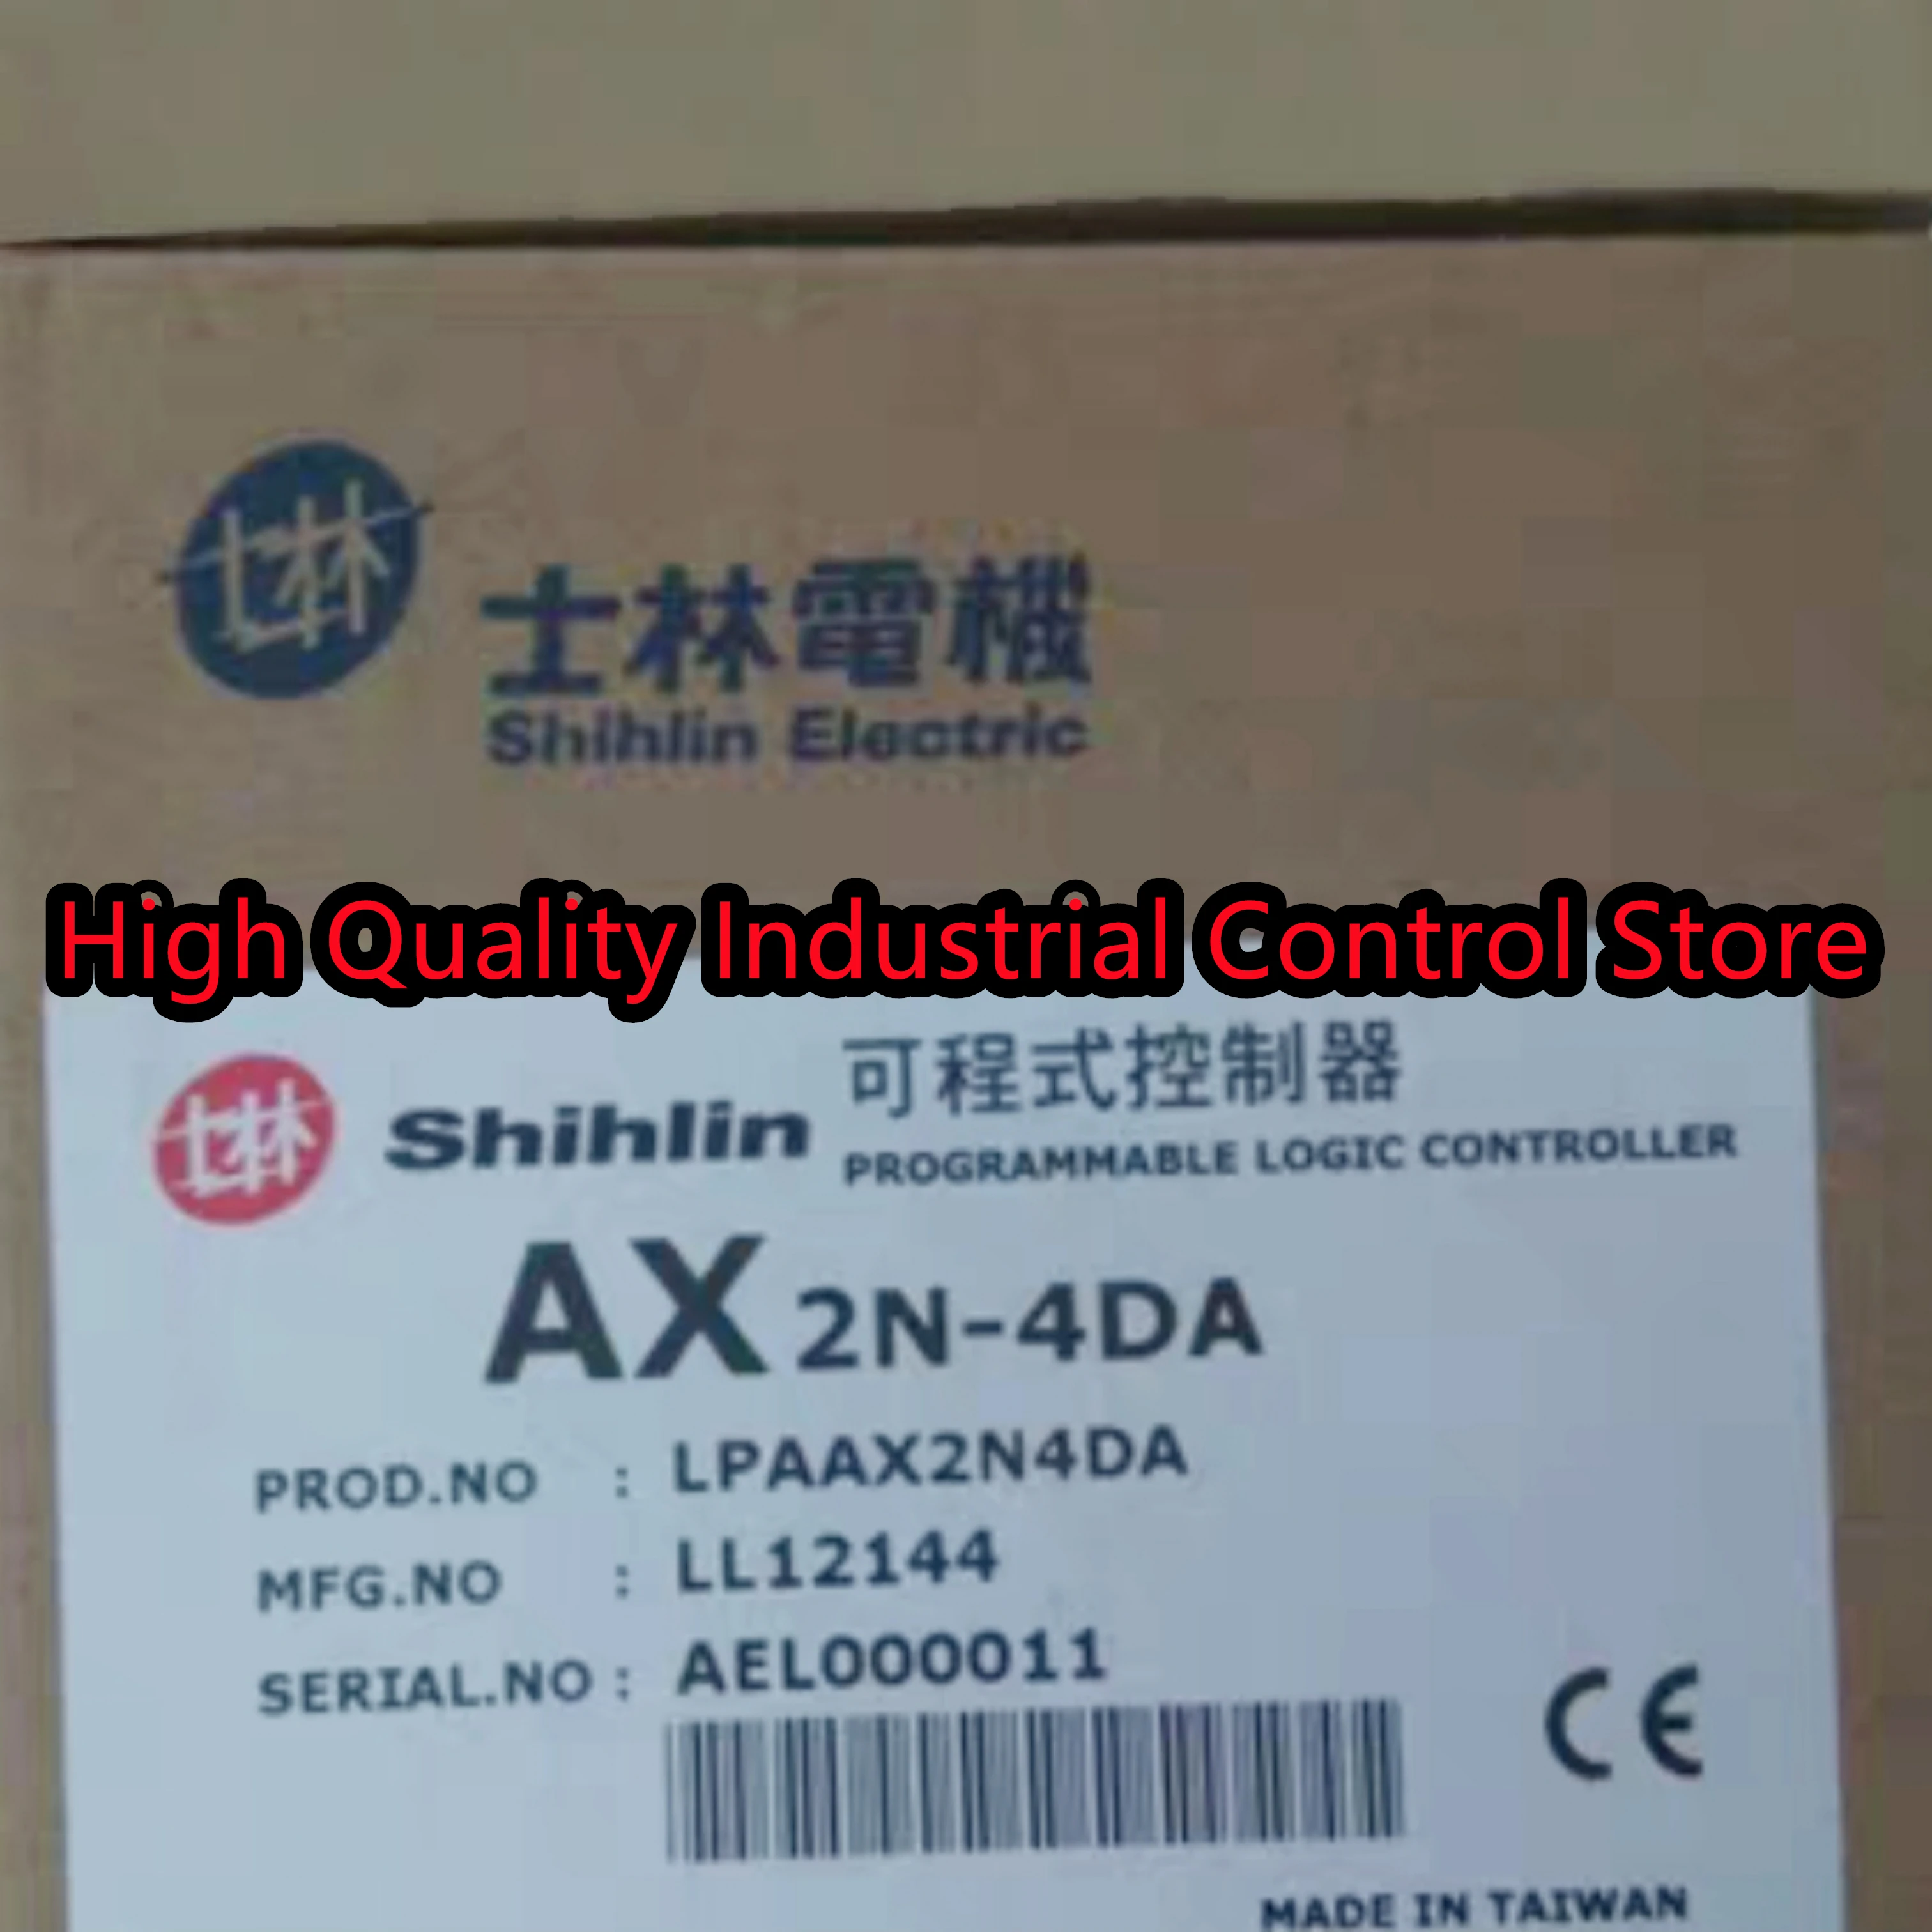 士林
士林電機
Shihlin Electric
High Quality Industrial Control Store
士林
Shihlin
可程式控制器
PROGRAMMABLE LOGIC CONTROLLER
AX 2N-4DA
PROD.NO : LPAAX2N4DA
MFG.NO : LL12144
SERIAL.NO : AEL000011
CE
MADE IN TAIWAN